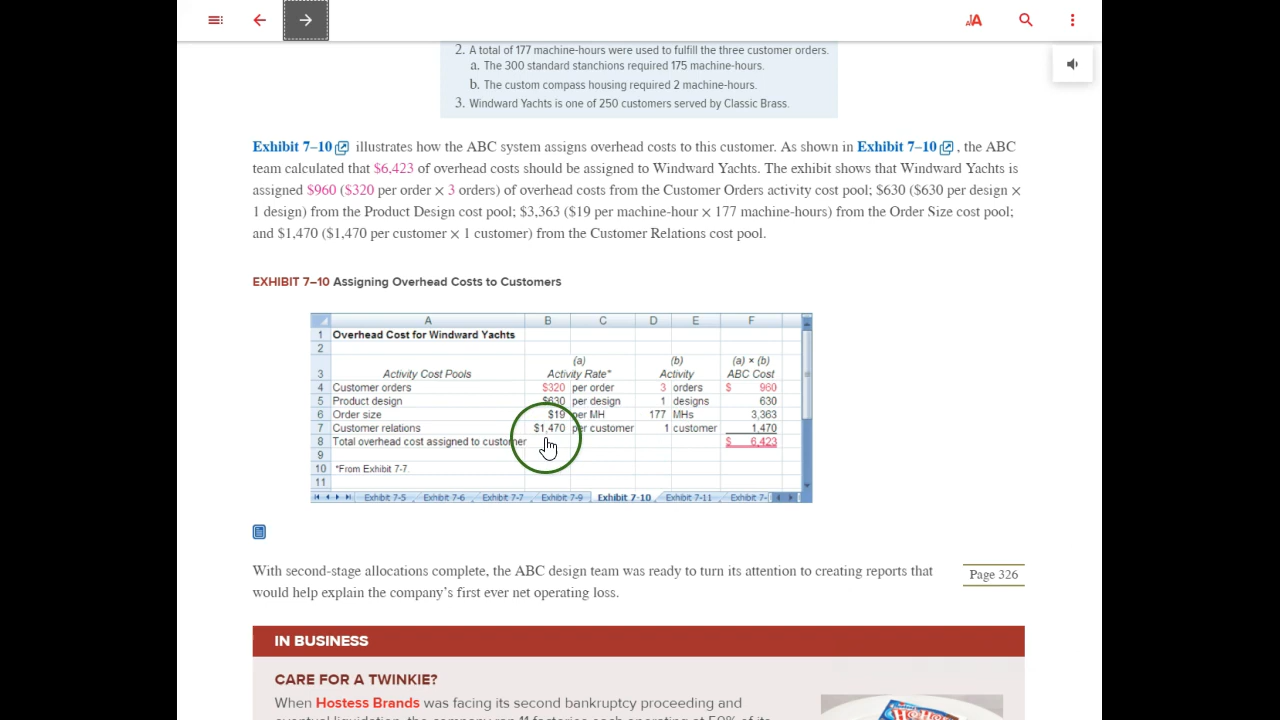 2. A total of 177 machine-hours were used to fulfill the three customer orders.
a. The 300 standard stanchions required 175 machine-hours.
b. The custom compass housing required 2 machine-hours.
3. Windward Yachts is one of 250 customers served by Classic Brass.
Exhibit 7–10 illustrates how the ABC system assigns overhead costs to this customer. As shown in Exhibit 7–10 , the ABC
team calculated that $6,423 of overhead costs should be assigned to Windward Yachts. The exhibit shows that Windward Yachts is
assigned $960 ($320 per order × 3 orders) of overhead costs from the Customer Orders activity cost pool; $630 ($630 per design ×
1 design) from the Product Design cost pool; $3,363 ($19 per machine-hour × 177 machine-hours) from the Order Size cost pool;
and $1,470 ($1,470 per customer × 1 customer) from the Customer Relations cost pool.
EXHIBIT 7–10 Assigning Overhead Costs to Customers
A B C D E F
1 Overhead Cost for Windward Yachts
2
(a) (b) (a) × (b)
3 Activity Cost Pools Activity Rate* Activity ABC Cost
4 Customer orders $320 per order 3 orders $ 960
5 Product design $630 per design 1 designs 630
6 Order size $19 per MH 177 MHs 3,363
7 Customer relations $1,470 per customer 1 customer 1,470
8 Total overhead cost assigned to customer $ 6,423
9
10 *From Exhibit 7-7.
11
Exhibit 7-5 Exhibit 7-6 Exhibit 7-7 Exhibit 7-9 Exhibit 7-10 Exhibit 7-11 Exhibit 7-
With second-stage allocations complete, the ABC design team was ready to turn its attention to creating reports that
would help explain the company's first ever net operating loss.
Page 326
IN BUSINESS
CARE FOR A TWINKIE?
When Hostess Brands was facing its second bankruptcy proceeding and
eventual liquidation, the company ran 11 factories each operating at 50% of its